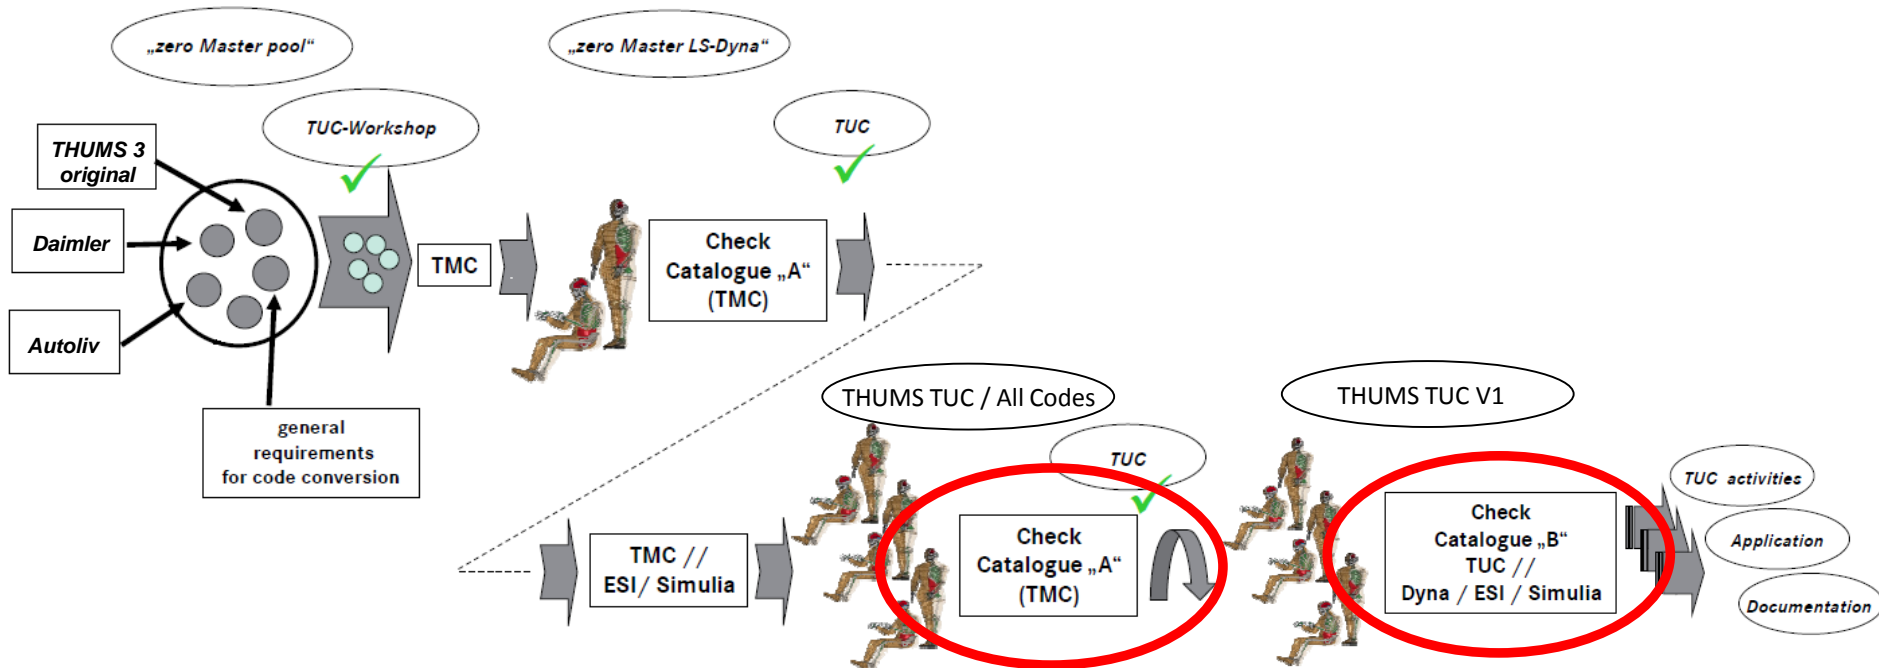 „zero Master pool“
„zero Master LS-Dyna“
TUC-Workshop
TUC
THUMS 3
original
Daimler
Autoliv
TMC
Check
Catalogue „A“
(TMC)
general
requirements
for code conversion
THUMS TUC / All Codes
THUMS TUC V1
TUC
TMC //
ESI/ Simulia
Check
Catalogue „A“
(TMC)
Check
Catalogue „B“
TUC //
Dyna / ESI / Simulia
TUC activities
Application
Documentation